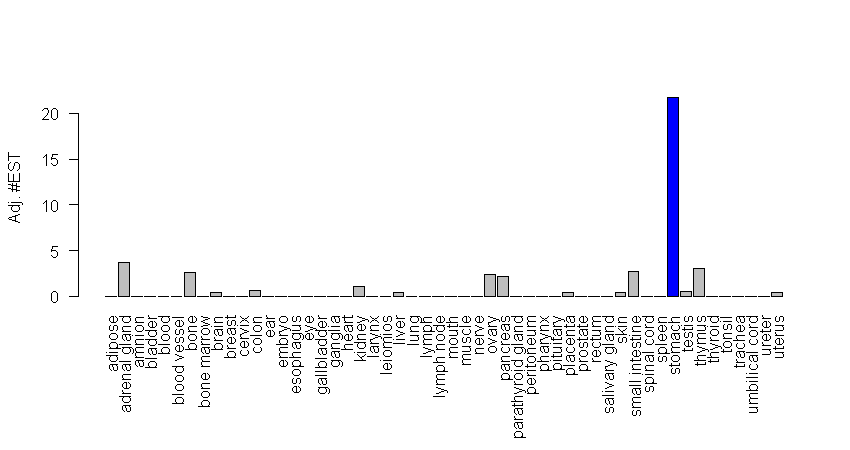 Adj. #EST
20
15
10
5
0
adipose
adrenal gland
amnion
bladder
blood
blood vessel
bone
bone marrow
brain
breast
cervix
colon
ear
embryo
esophagus
eye
gallbladder
ganglia
heart
kidney
larynx
leiomios
liver
lung
lymph
lymph node
mouth
muscle
nerve
ovary
pancreas
parathyroid gland
peritoneum
pharynx
pituitary
placenta
prostate
rectum
salivary gland
skin
small intestine
spinal cord
spleen
stomach
testis
thymus
thyroid
tonsil
trachea
umbilical cord
ureter
uterus